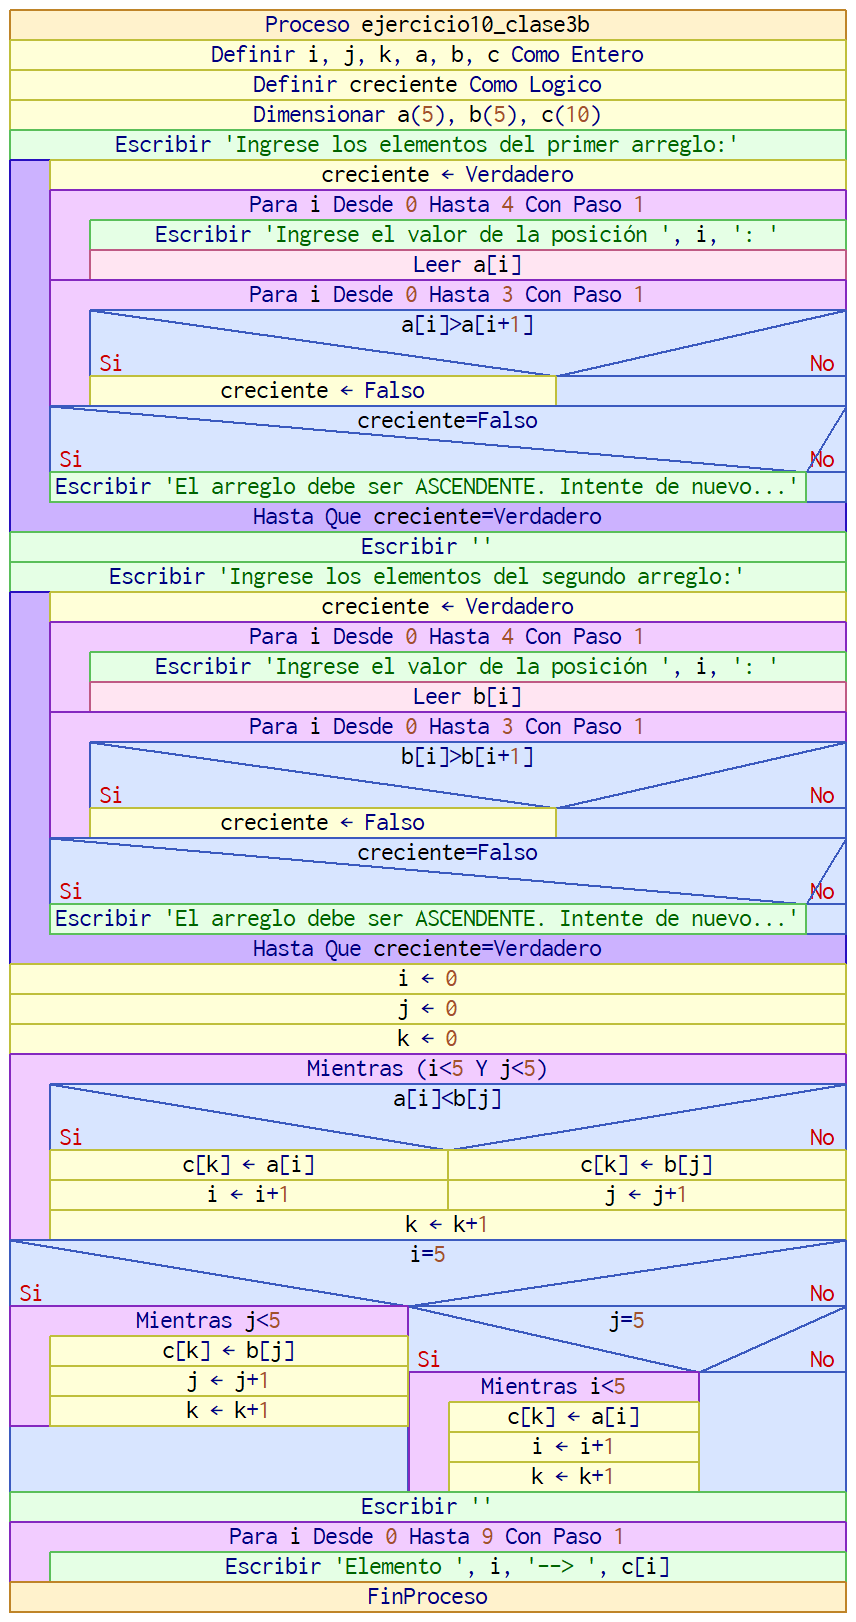 Proceso ejercicio10_clase3b
Definir i, j, k, a, b, c Como Entero
Definir creciente Como Logico
Dimensionar a(5), b(5), c(10)
Escribir 'Ingrese los elementos del primer arreglo:'
creciente ← Verdadero
Para i Desde 0 Hasta 4 Con Paso 1
Escribir 'Ingrese el valor de la posición ', i, ': '
Leer a[i]
Para i Desde 0 Hasta 3 Con Paso 1
a[i]>a[i+1]
Si No
creciente ← Falso
creciente=Falso
Si No
Escribir 'El arreglo debe ser ASCENDENTE. Intente de nuevo...'
Hasta Que creciente=Verdadero
Escribir ''
Escribir 'Ingrese los elementos del segundo arreglo:'
creciente ← Verdadero
Para i Desde 0 Hasta 4 Con Paso 1
Escribir 'Ingrese el valor de la posición ', i, ': '
Leer b[i]
Para i Desde 0 Hasta 3 Con Paso 1
b[i]>b[i+1]
Si No
creciente ← Falso
creciente=Falso
Si No
Escribir 'El arreglo debe ser ASCENDENTE. Intente de nuevo...'
Hasta Que creciente=Verdadero
i ← 0
j ← 0
k ← 0
Mientras (i<5 Y j<5)
a[i]<b[j]
Si No
c[k] ← a[i] c[k] ← b[j]
i ← i+1 j ← j+1
k ← k+1
i=5
Si No
Mientras j<5 j=5
c[k] ← b[j] Si No
j ← j+1 Mientras i<5
k ← k+1 c[k] ← a[i]
i ← i+1
k ← k+1
Escribir ''
Para i Desde 0 Hasta 9 Con Paso 1
Escribir 'Elemento ', i, '--> ', c[i]
FinProceso